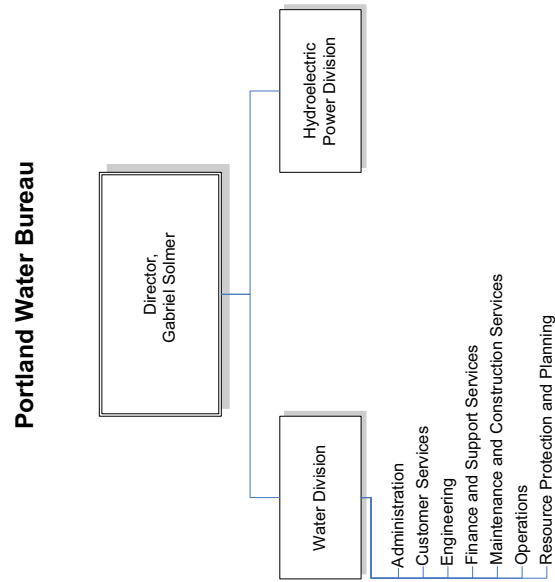 Portland Water Bureau
Director,
Gabriel Solmer
Water Division
Hydroelectric
Power Division
Administration
Customer Services
Engineering
Finance and Support Services
Maintenance and Construction Services
Operations
Resource Protection and Planning